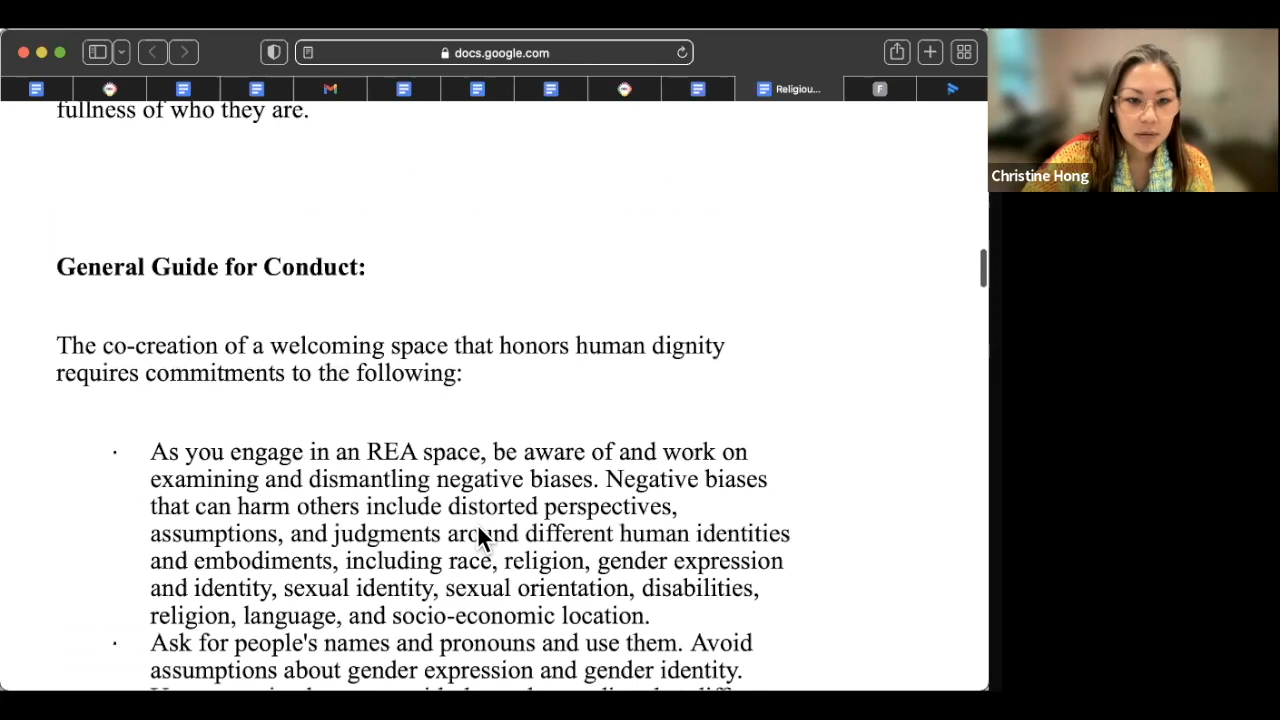 docs.google.com
Religiou...
F
Christine Hong
fullness of who they are.
General Guide for Conduct:
The co-creation of a welcoming space that honors human dignity
requires commitments to the following:
· As you engage in an REA space, be aware of and work on
examining and dismantling negative biases. Negative biases
that can harm others include distorted perspectives,
assumptions, and judgments around different human identities
and embodiments, including race, religion, gender expression
and identity, sexual identity, sexual orientation, disabilities,
religion, language, and socio-economic location.
· Ask for people's names and pronouns and use them. Avoid
assumptions about gender expression and gender identity.